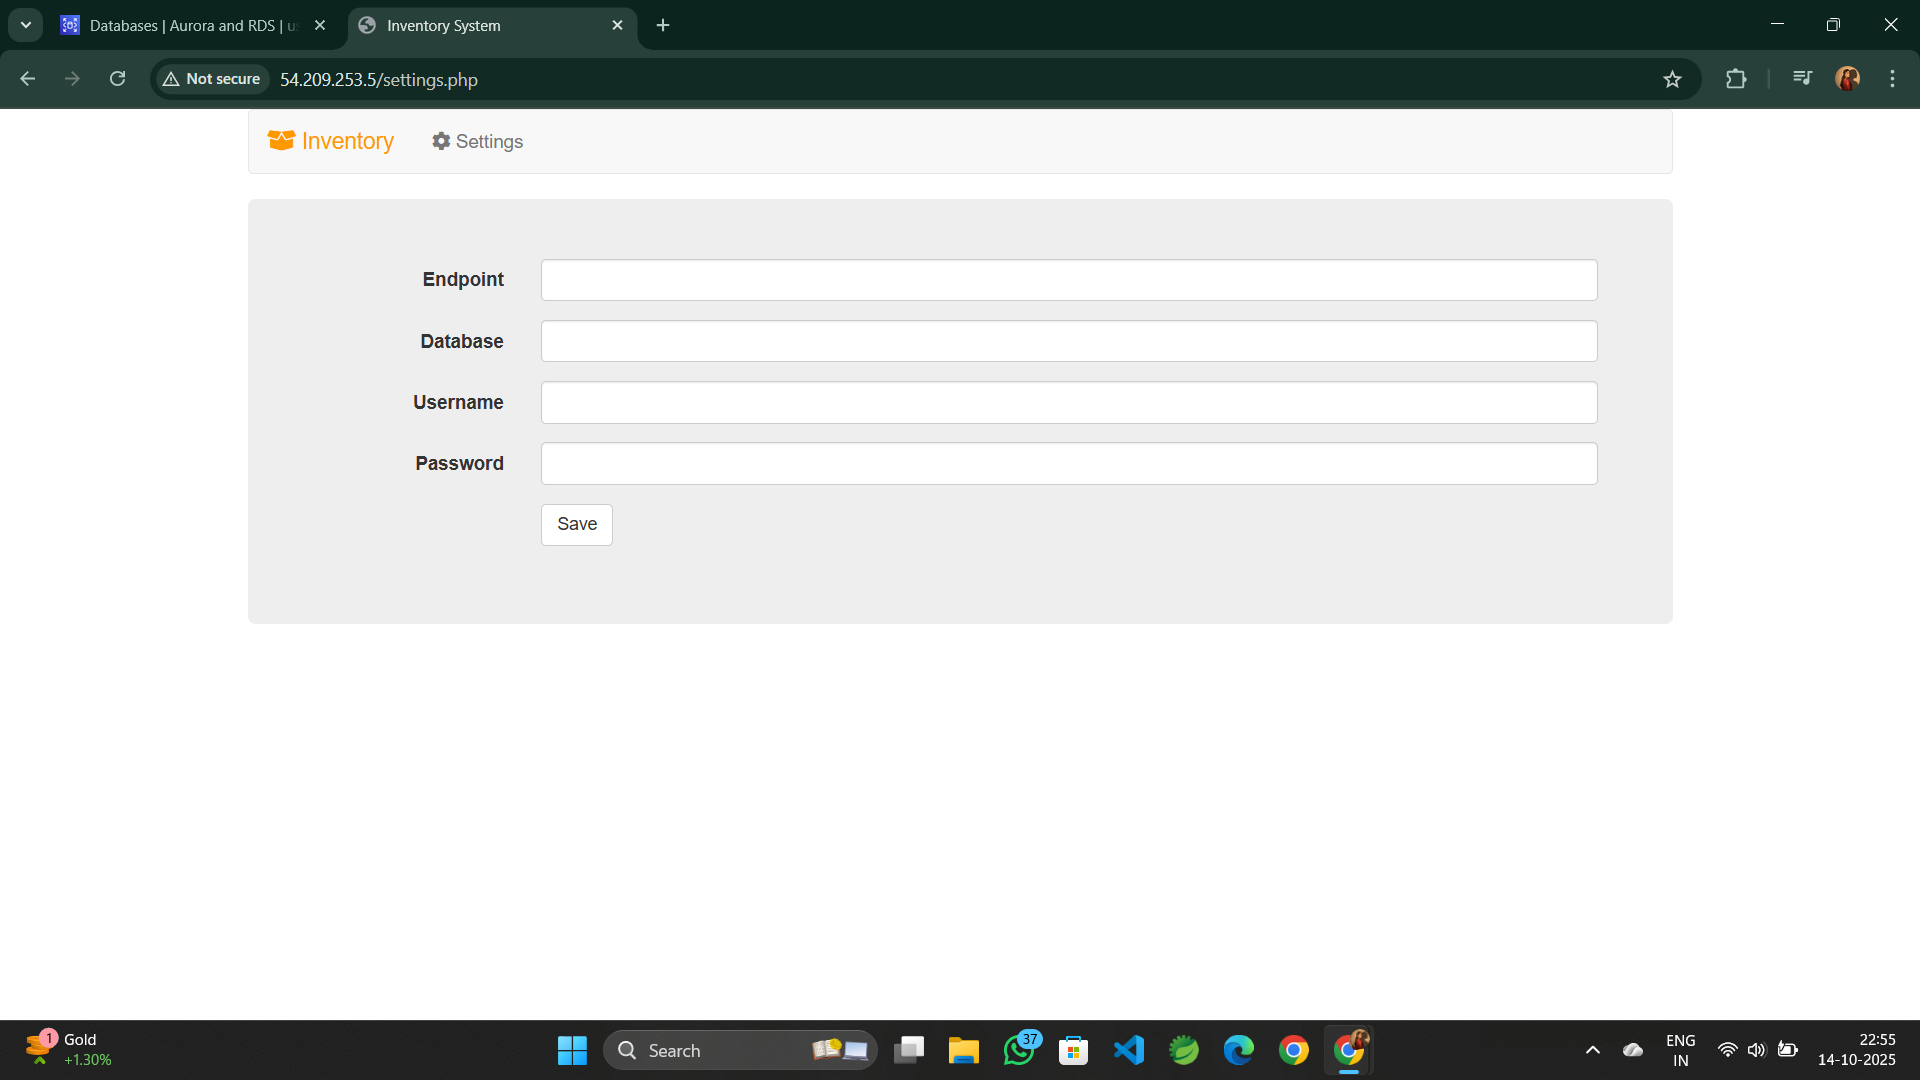 Databases | Aurora and RDS | us
Inventory System
Not secure
54.209.253.5/settings.php
Inventory
Settings
Endpoint
Database
Username
Password
Save
1
Gold
+1.30%
Search
37
ENG
IN
22:55
14-10-2025